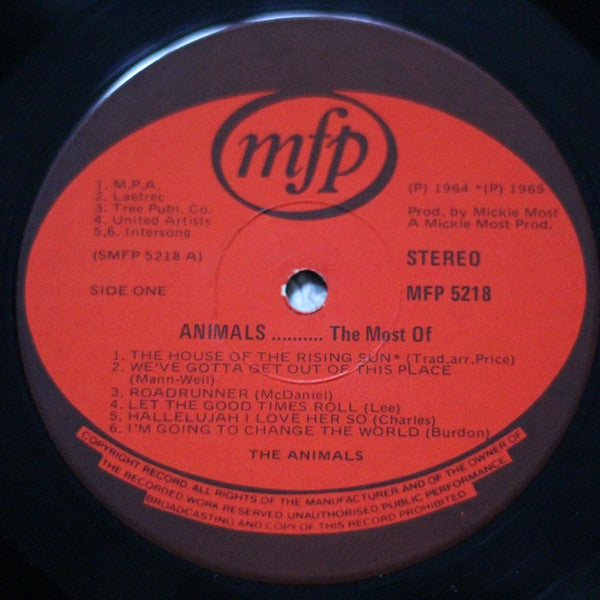 mfp
1. M.P.A.
2. Laetrec
3. Tree Publ. Co.
4. United Artists
5,6. Intersong
(SMFP 5218 A)
SIDE ONE
(P) 1964 *(P) 1965
Prod. by Mickie Most
A Mickie Most Prod.
STEREO
MFP 5218
ANIMALS .......... The Most Of
1. THE HOUSE OF THE RISING SUN* (Trad.arr.Price)
2. WE'VE GOTTA GET OUT OF THIS PLACE
(Mann-Weil)
3. ROADRUNNER (McDaniel)
4. LET THE GOOD TIMES ROLL (Lee)
5. HALLELUJAH I LOVE HER SO (Charles)
6. I'M GOING TO CHANGE THE WORLD (Burdon)
THE ANIMALS
COPYRIGHT RECORD ALL RIGHTS OF THE MANUFACTURER AND OF THE OWNER OF
THE RECORDED WORK RESERVED UNAUTHORISED PUBLIC PERFORMANCE
BROADCASTING AND COPY OF THIS RECORD PROHIBITED